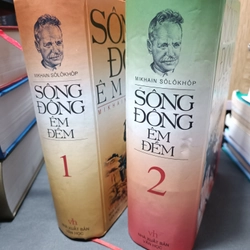 MIKHAIN SÔLÔKHỐP
SÔNG
ĐÔNG
ÊM
ĐỀM
1
MIKHAIN SÔLÔKHỐP
SÔNG
ĐÔNG
ÊM
ĐỀM
2